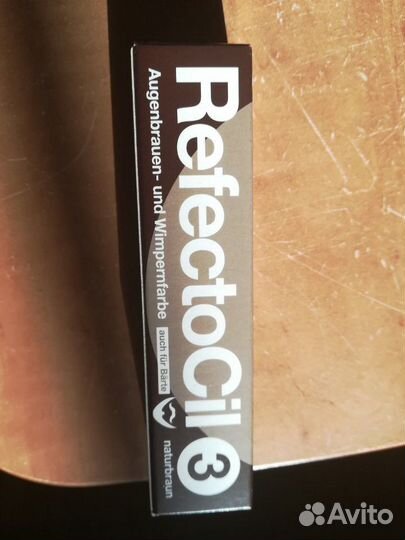 RefectoCil 3
Augenbrauen- und Wimpernfarbe
auch für Bärte
naturbraun
Avito